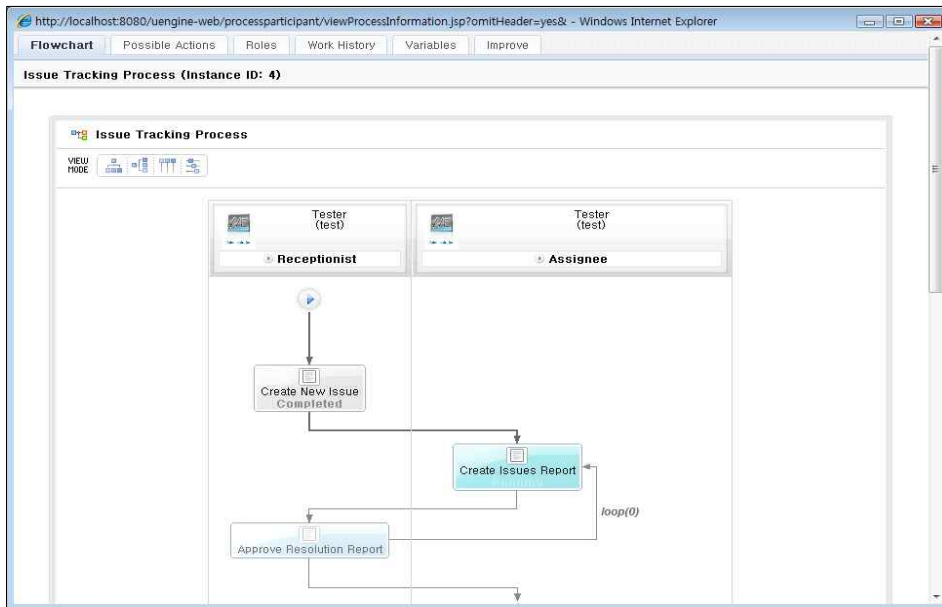 http://localhost:8080/uengine-web/processparticipant/viewProcessInformation.jsp?omitHeader=yes& - Windows Internet Explorer
Flowchart Possible Actions Roles Work History Variables Improve
Issue Tracking Process (Instance ID: 4)
Issue Tracking Process
VIEW
MODE
Tester
(test)
Receptionist
Tester
(test)
Assignee
Create New Issue
Completed
Create Issues Report
Running
loop(0)
Approve Resolution Report